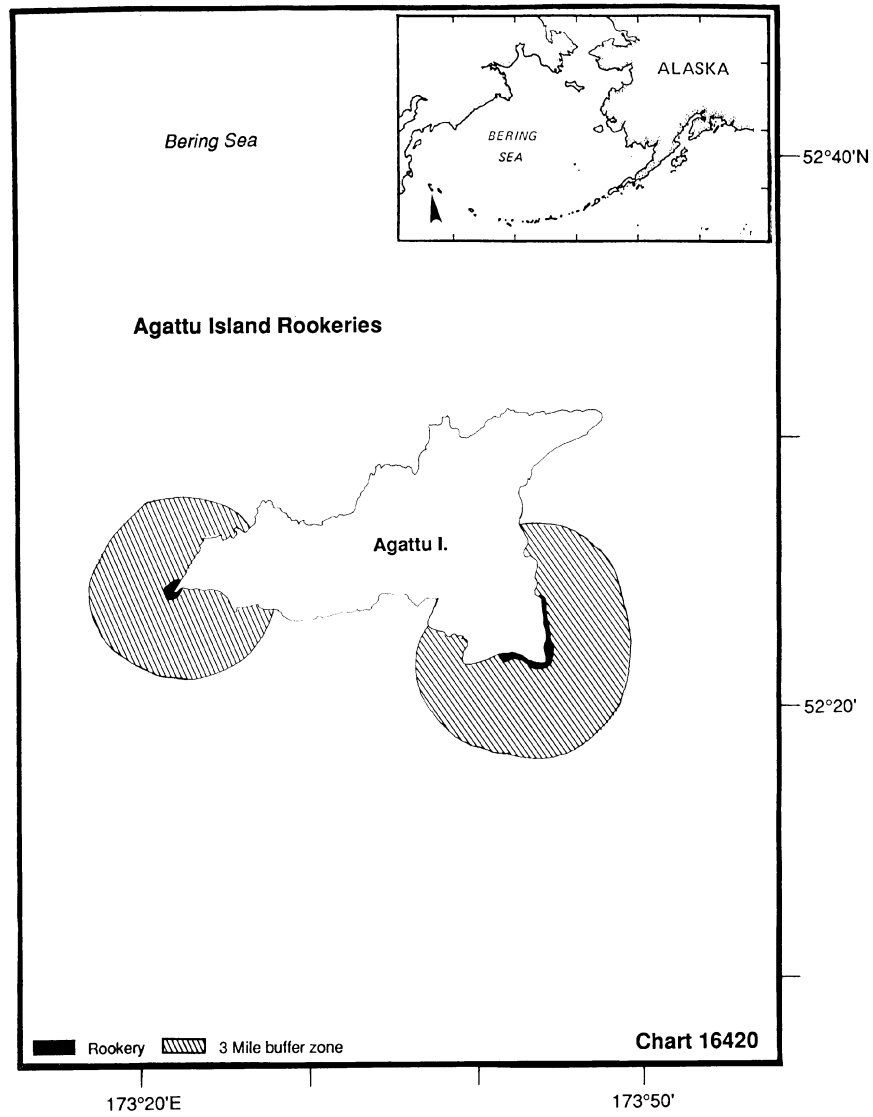 Bering Sea
ALASKA
BERING
SEA
52°40'N
Agattu Island Rookeries
Agattu I.
52°20'
Rookery 3 Mile buffer zone
Chart 16420
173°20'E 173°50'